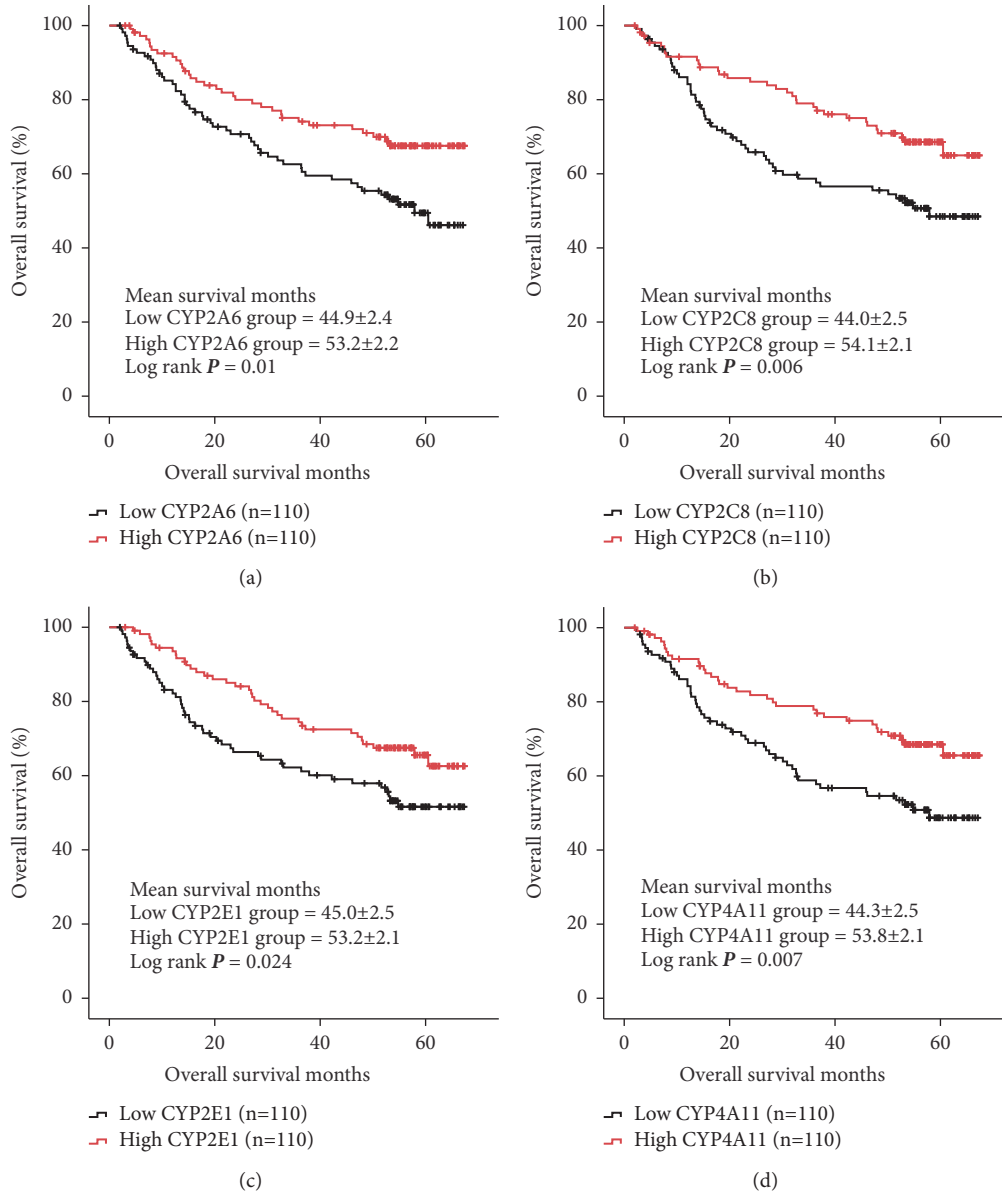 100
80
60
40
20
0
Overall survival (%)
Mean survival months
Low CYP2A6 group = 44.9±2.4
High CYP2A6 group = 53.2±2.2
Log rank P = 0.01
0 20 40 60
Overall survival months
Low CYP2A6 (n=110)
High CYP2A6 (n=110)
(a)
100
80
60
40
20
0
Overall survival (%)
Mean survival months
Low CYP2C8 group = 44.0±2.5
High CYP2C8 group = 54.1±2.1
Log rank P = 0.006
0 20 40 60
Overall survival months
Low CYP2C8 (n=110)
High CYP2C8 (n=110)
(b)
100
80
60
40
20
0
Overall survival (%)
Mean survival months
Low CYP2E1 group = 45.0±2.5
High CYP2E1 group = 53.2±2.1
Log rank P = 0.024
0 20 40 60
Overall survival months
Low CYP2E1 (n=110)
High CYP2E1 (n=110)
(c)
100
80
60
40
20
0
Overall survival (%)
Mean survival months
Low CYP4A11 group = 44.3±2.5
High CYP4A11 group = 53.8±2.1
Log rank P = 0.007
0 20 40 60
Overall survival months
Low CYP4A11 (n=110)
High CYP4A11 (n=110)
(d)